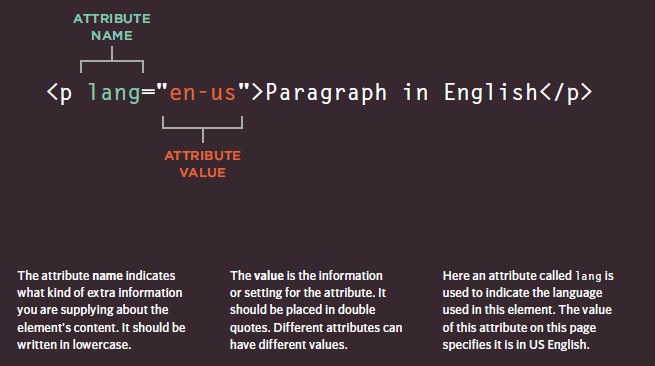 ATTRIBUTE
NAME
<p lang="en-us">Paragraph in English</p>
ATTRIBUTE
VALUE
The attribute name indicates
what kind of extra information
you are supplying about the
element's content. It should be
written in lowercase.
The value is the information
or setting for the attribute. It
should be placed in double
quotes. Different attributes can
have different values.
Here an attribute called lang is
used to indicate the language
used in this element. The value
of this attribute on this page
specifies it is in US English.